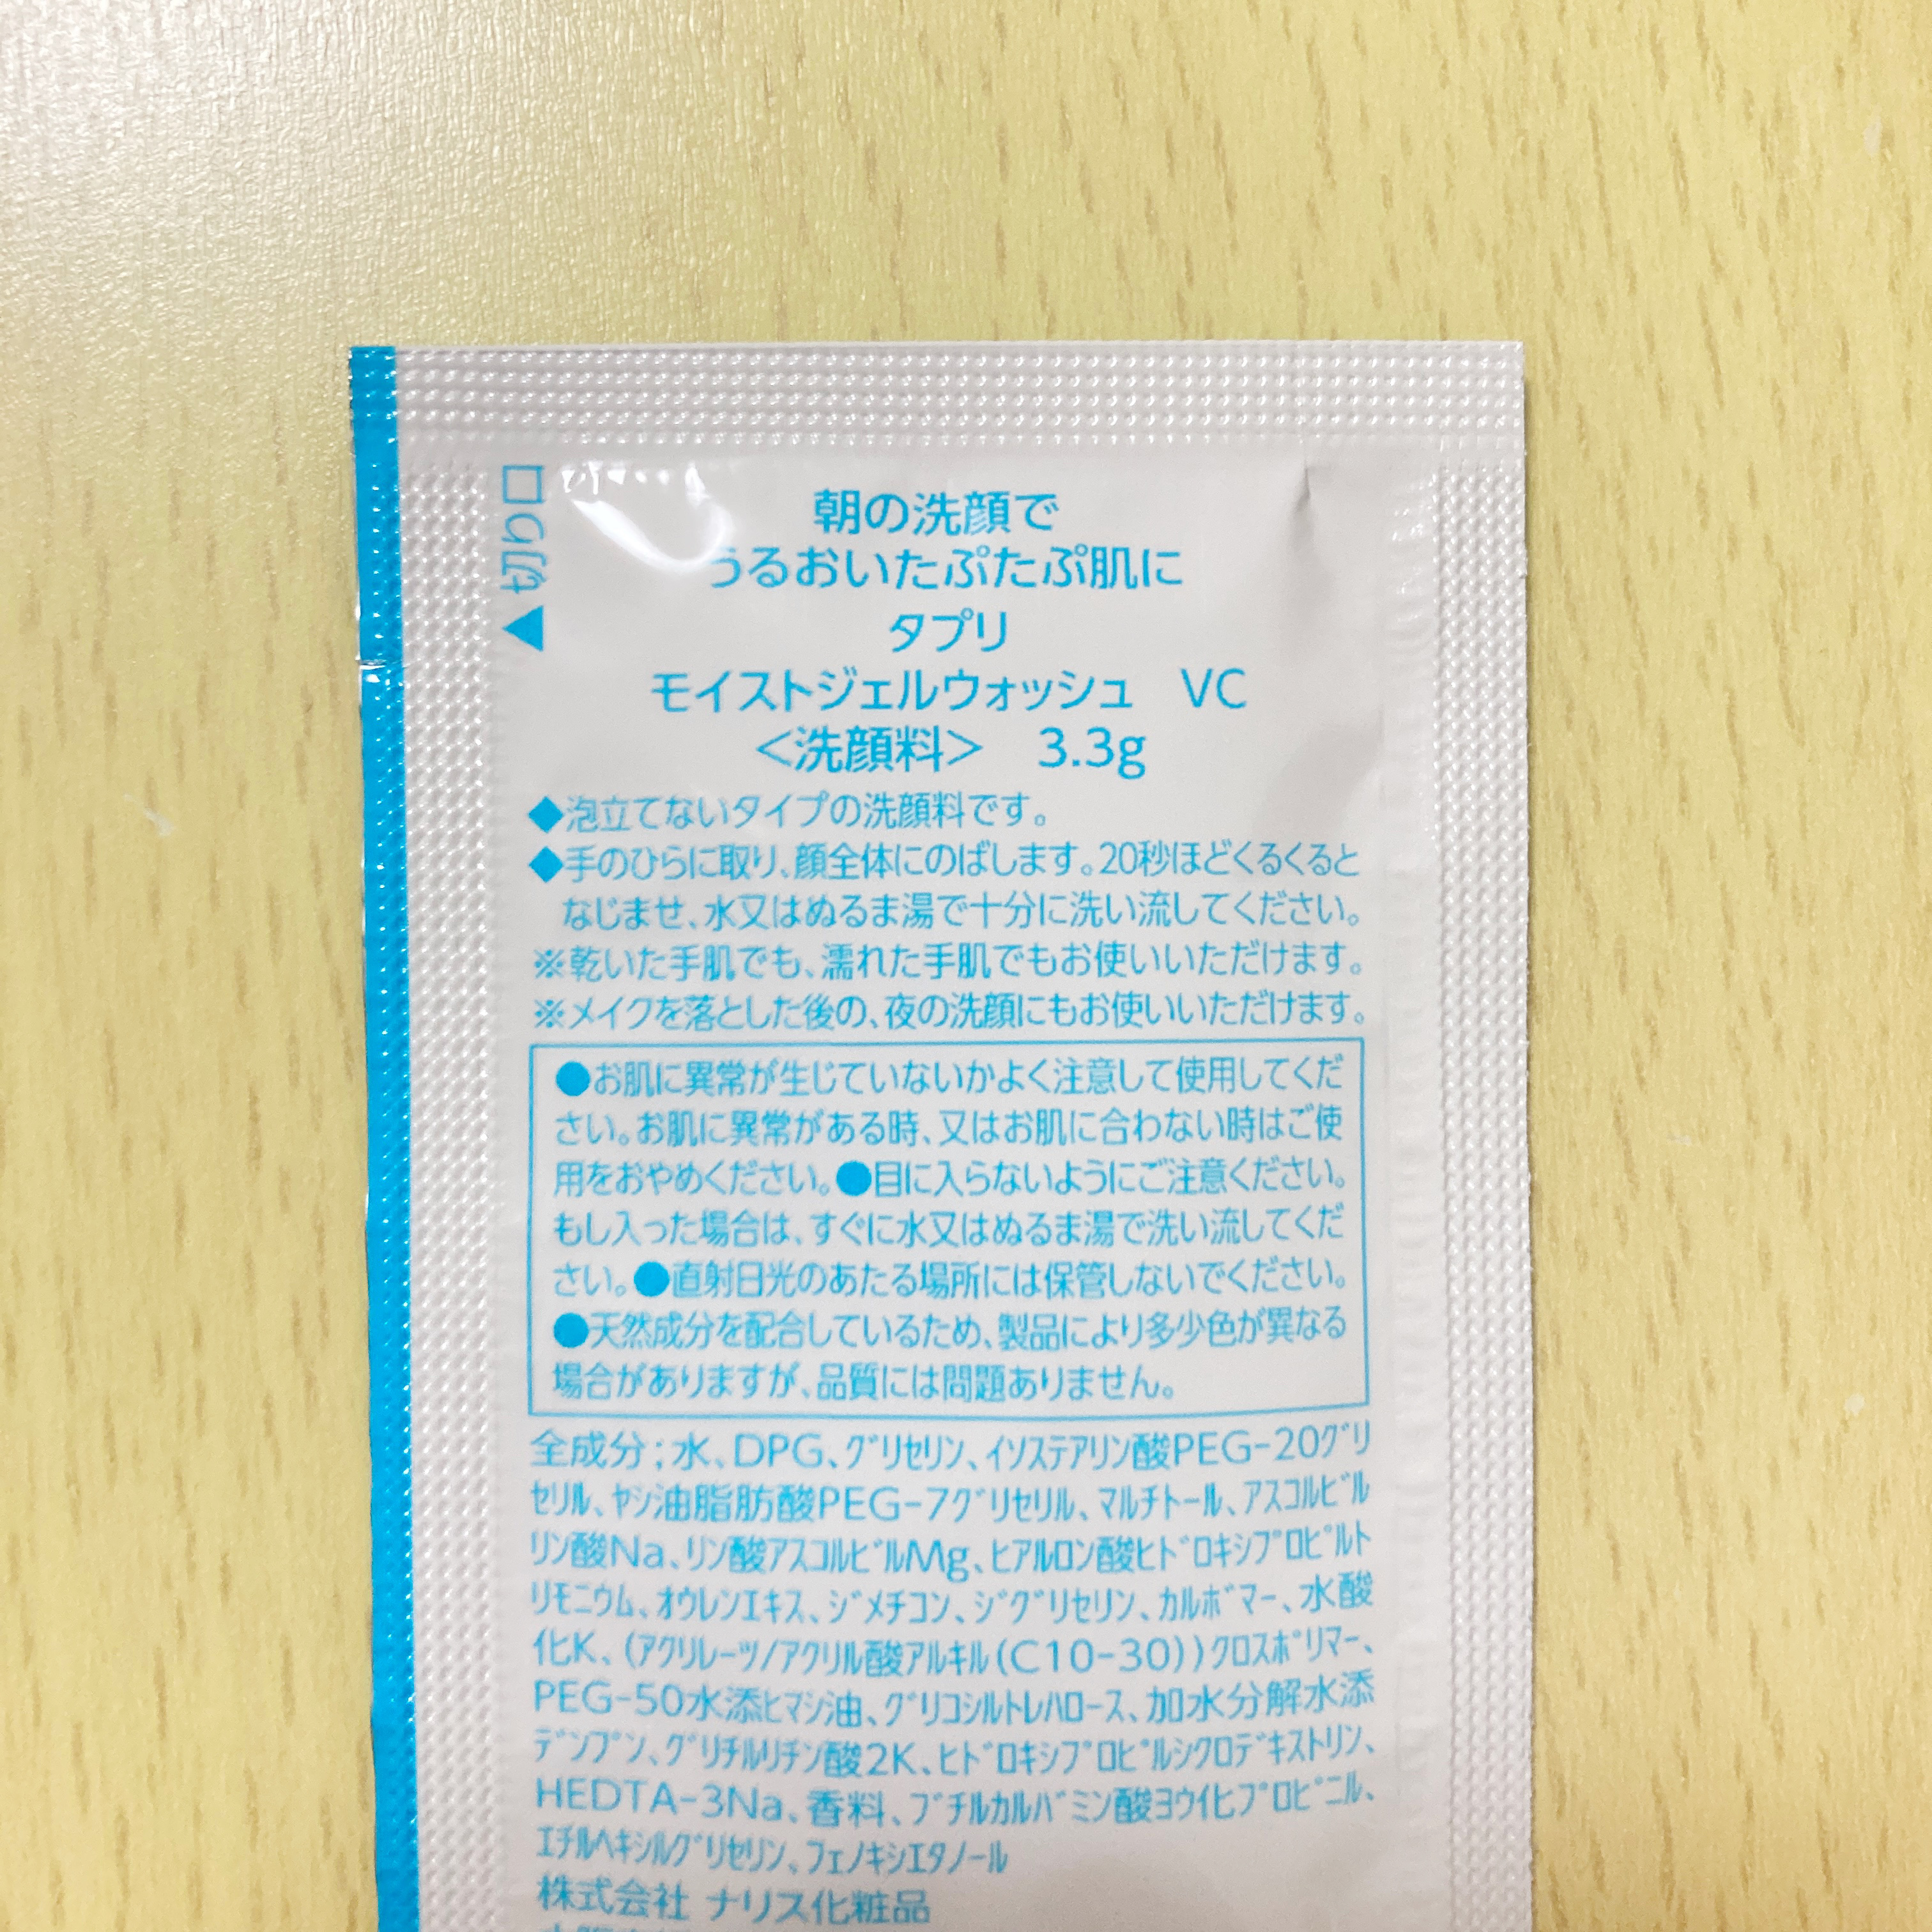 切り口
朝の洗顔で
うるおいたぷたぷ肌に
タプリ
モイストジェルウォッシュ　VC
＜洗顔料＞　3.3g
◆泡立てないタイプの洗顔料です。
◆手のひらに取り、顔全体にのばします。20秒ほどくるくると
なじませ、水又はぬるま湯で十分に洗い流してください。
※乾いた手肌でも、濡れた手肌でもお使いいただけます。
※メイクを落とした後の、夜の洗顔にもお使いいただけます。
●お肌に異常が生じていないかよく注意して使用してくだ
さい。お肌に異常がある時、又はお肌に合わない時はご使
用をおやめください。●目に入らないようにご注意ください。
もし入った場合は、すぐに水又はぬるま湯で洗い流してくだ
さい。●直射日光のあたる場所には保管しないでください。
●天然成分を配合しているため、製品により多少色が異なる
場合がありますが、品質には問題ありません。
全成分；水、DPG、ｸﾞﾘｾﾘﾝ、ｲｿｽﾃｱﾘﾝ酸PEG-20ｸﾞﾘ
ｾﾘﾙ、ﾔｼ油脂肪酸PEG-7ｸﾞﾘｾﾘﾙ、ﾏﾙﾁﾄｰﾙ、ｱｽｺﾙﾋﾞﾙ
ﾘﾝ酸Na、ﾘﾝ酸ｱｽｺﾙﾋﾞﾙMg、ﾋｱﾙﾛﾝ酸ﾋﾄﾞﾛｷｼﾌﾟﾛﾋﾟﾙﾄ
ﾘﾓﾆｳﾑ、ｵｳﾚﾝｴｷｽ、ｼﾞﾒﾁｺﾝ、ｼﾞｸﾞﾘｾﾘﾝ、ｶﾙﾎﾞﾏｰ、水酸
化K、(ｱｸﾘﾚｰﾂ/ｱｸﾘﾙ酸ｱﾙｷﾙ(C10-30))ｸﾛｽﾎﾟﾘﾏｰ、
PEG-50水添ﾋﾏｼ油、ｸﾞﾘｺｼﾙﾄﾚﾊﾛｰｽ、加水分解水添
ﾃﾞﾝﾌﾟﾝ、ｸﾞﾘﾁﾙﾘﾁﾝ酸2K、ﾋﾄﾞﾛｷｼﾌﾟﾛﾋﾟﾙｼｸﾛﾃﾞｷｽﾄﾘﾝ、
HEDTA-3Na、香料、ﾌﾞﾁﾙｶﾙﾊﾞﾐﾝ酸ﾖｳ化ﾌﾟﾛﾋﾟﾆﾙ、
ｴﾁﾙﾍｷｼﾙｸﾞﾘｾﾘﾝ、ﾌｪﾉｷｼｴﾀﾉｰﾙ
株式会社 ナリス化粧品